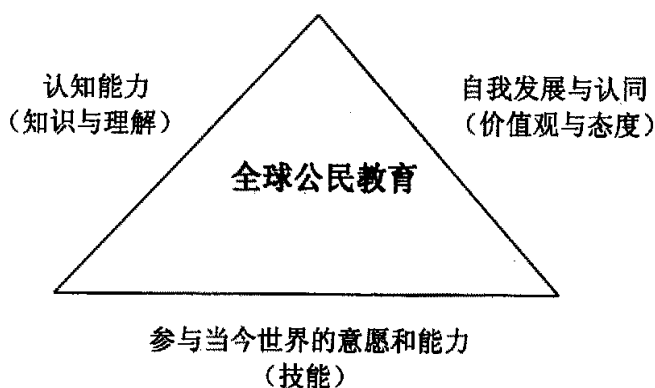 认知能力
（知识与理解）
自我发展与认同
（价值观与态度）
全球公民教育
参与当今世界的意愿和能力
（技能）